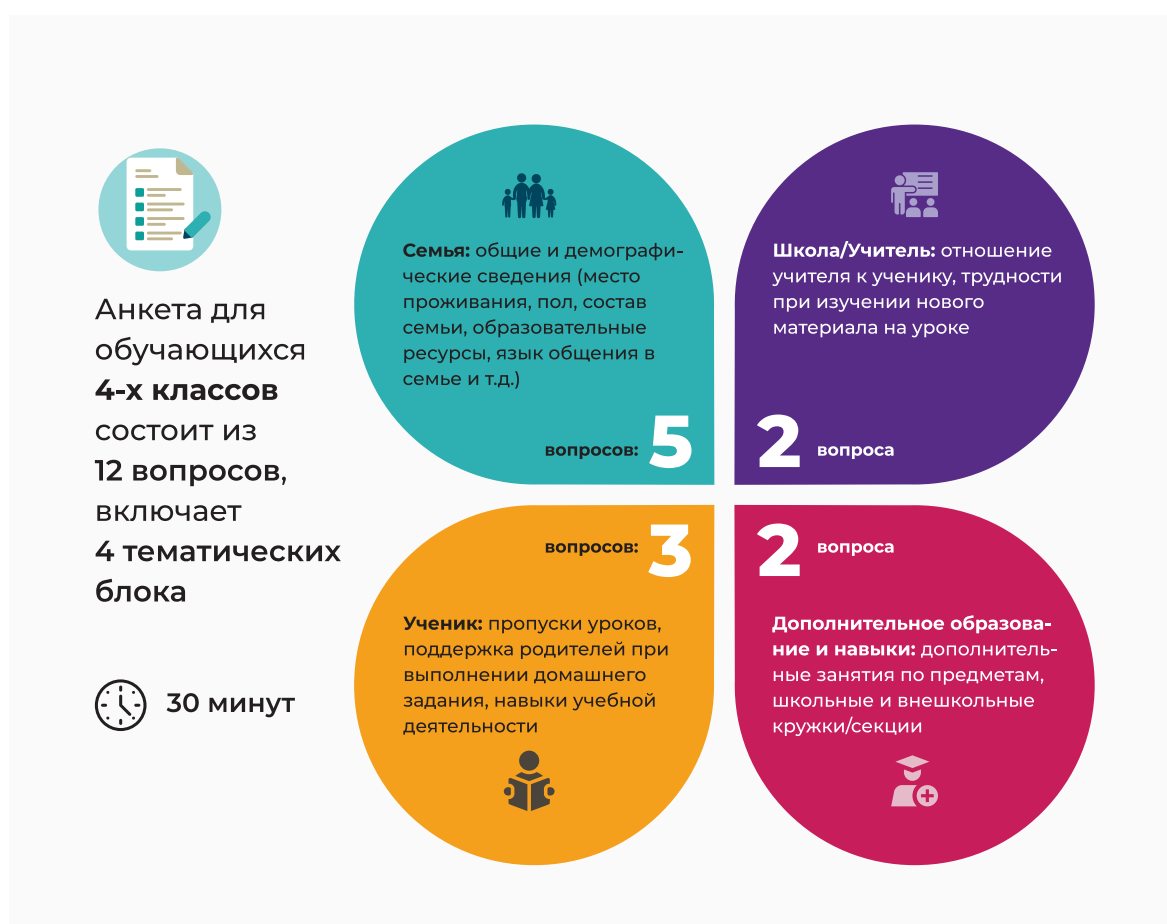 Анкета для
обучающихся
4-х классов
состоит из
12 вопросов,
включает
4 тематических
блока
30 минут
Семья: общие и демографи-
ческие сведения (место
проживания, пол, состав
семьи, образовательные
ресурсы, язык общения в
семье и т.д.)
вопросов: 5
Школа/Учитель: отношение
учителя к ученику, трудности
при изучении нового
материала на уроке
2 вопроса
вопросов: 3
Ученик: пропуски уроков,
поддержка родителей при
выполнении домашнего
задания, навыки учебной
деятельности
2 вопроса
Дополнительное образова-
ние и навыки: дополнитель-
ные занятия по предметам,
школьные и внешкольные
кружки/секции